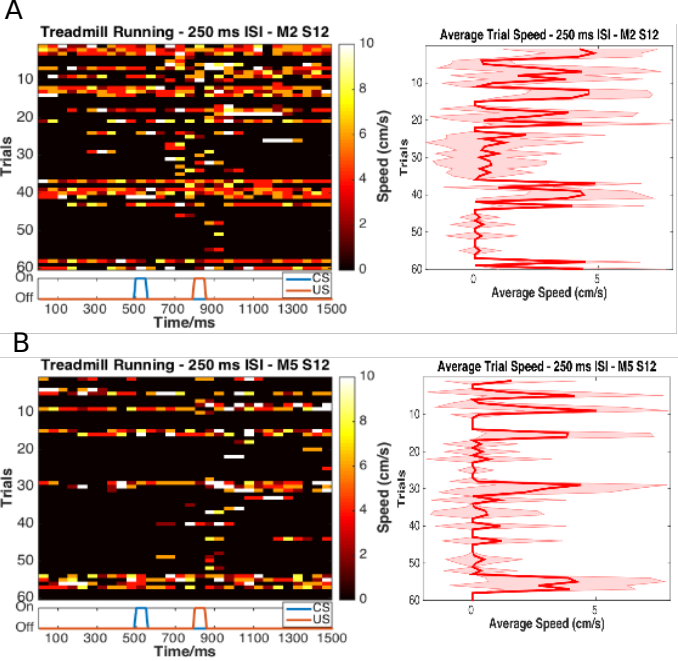 A
Treadmill Running - 250 ms ISI - M2 S12
Average Trial Speed - 250 ms ISI - M2 S12
Trials
10
20
30
40
50
60
10
8
6
4
2
0
Speed (cm/s)
Trials
10
20
30
40
50
60
0 5
Average Speed (cm/s)
On
Off
CS
US
100 300 500 700 900 1100 1500
Time/ms
B
Treadmill Running - 250 ms ISI - M5 S12
Average Trial Speed - 250 ms ISI - M5 S12
Trials
10
20
30
40
50
60
10
8
6
4
2
0
Speed (cm/s)
Trials
10
20
30
40
50
60
0 5
Average Speed (cm/s)
On
Off
CS
US
100 300 500 700 900 1100 1500
Time/ms